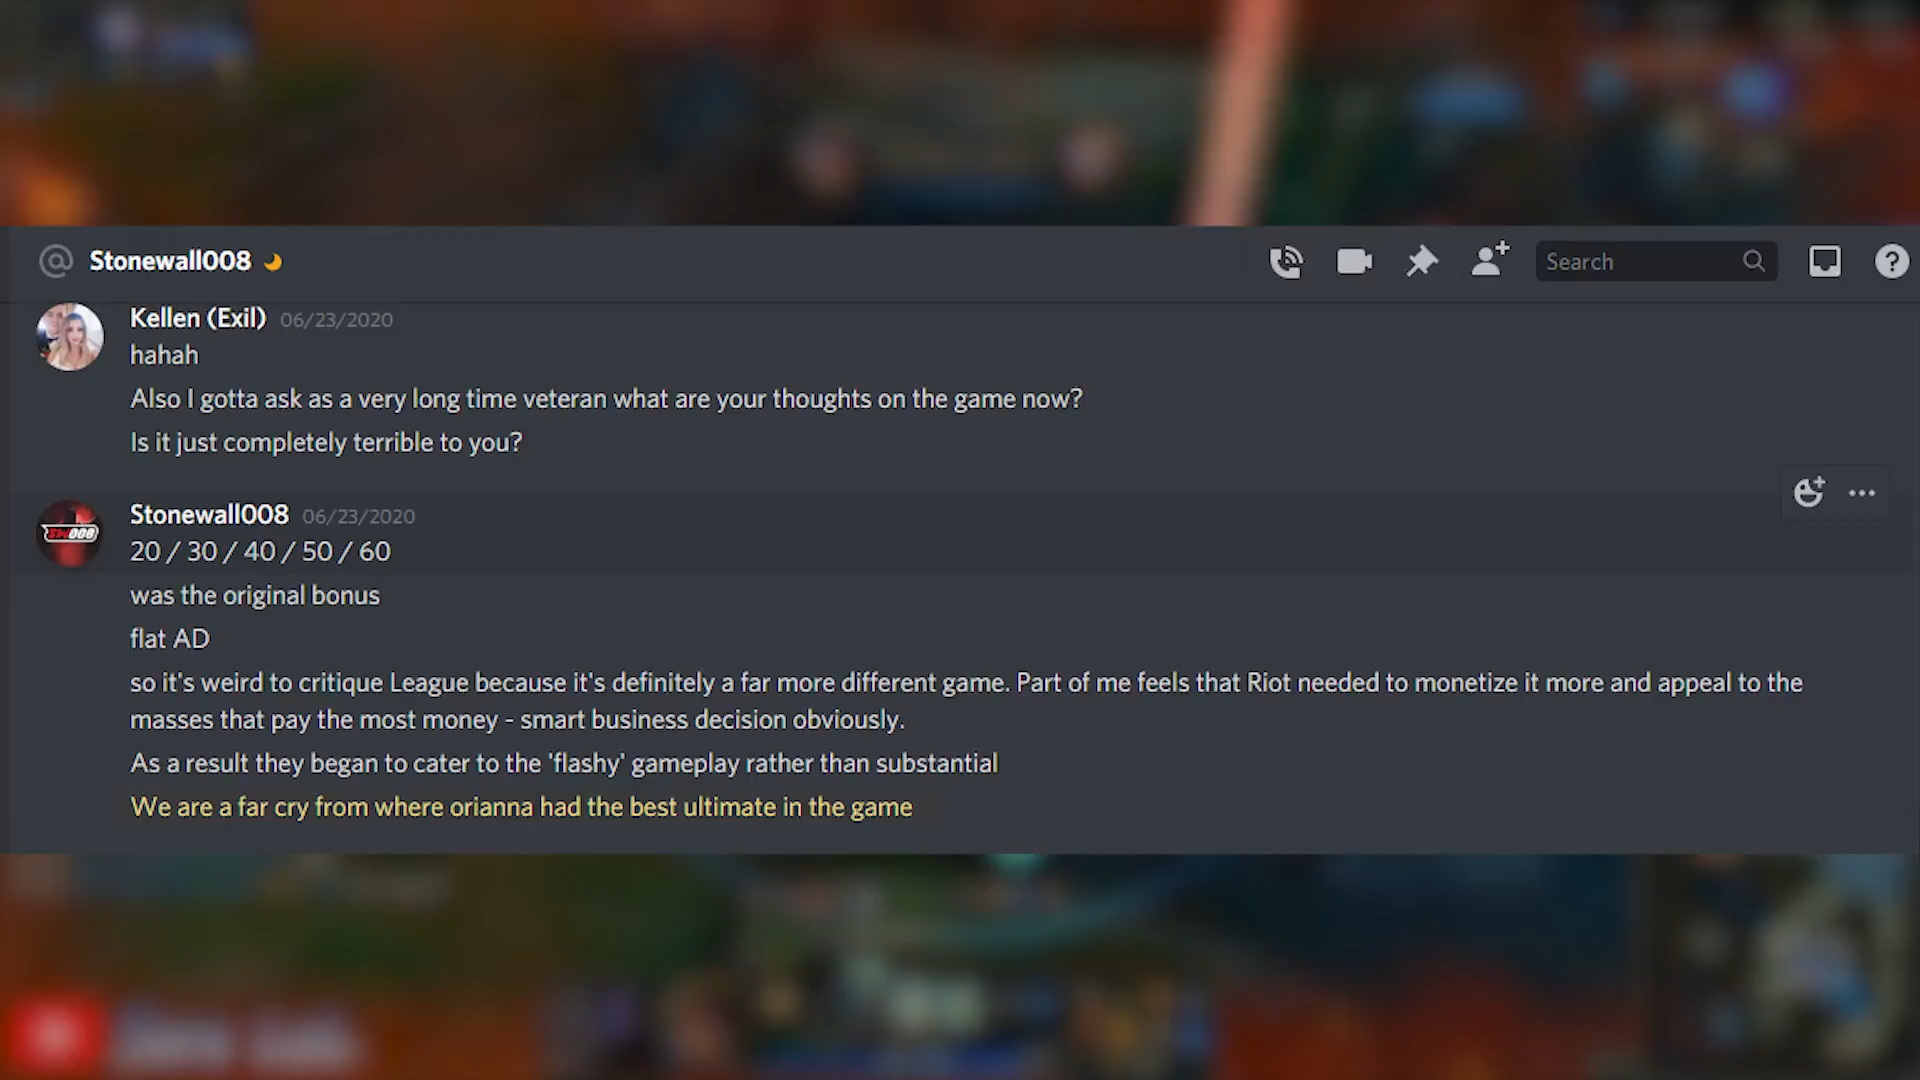 Stonewall008
Search
Kellen (Exil) 06/23/2020
hahah
Also I gotta ask as a very long time veteran what are your thoughts on the game now?
Is it just completely terrible to you?
Stonewall008 06/23/2020
SW008
20 / 30 / 40 / 50 / 60
was the original bonus
flat AD
so it's weird to critique League because it's definitely a far more different game. Part of me feels that Riot needed to monetize it more and appeal to the
masses that pay the most money - smart business decision obviously.
As a result they began to cater to the 'flashy' gameplay rather than substantial
We are a far cry from where orianna had the best ultimate in the game